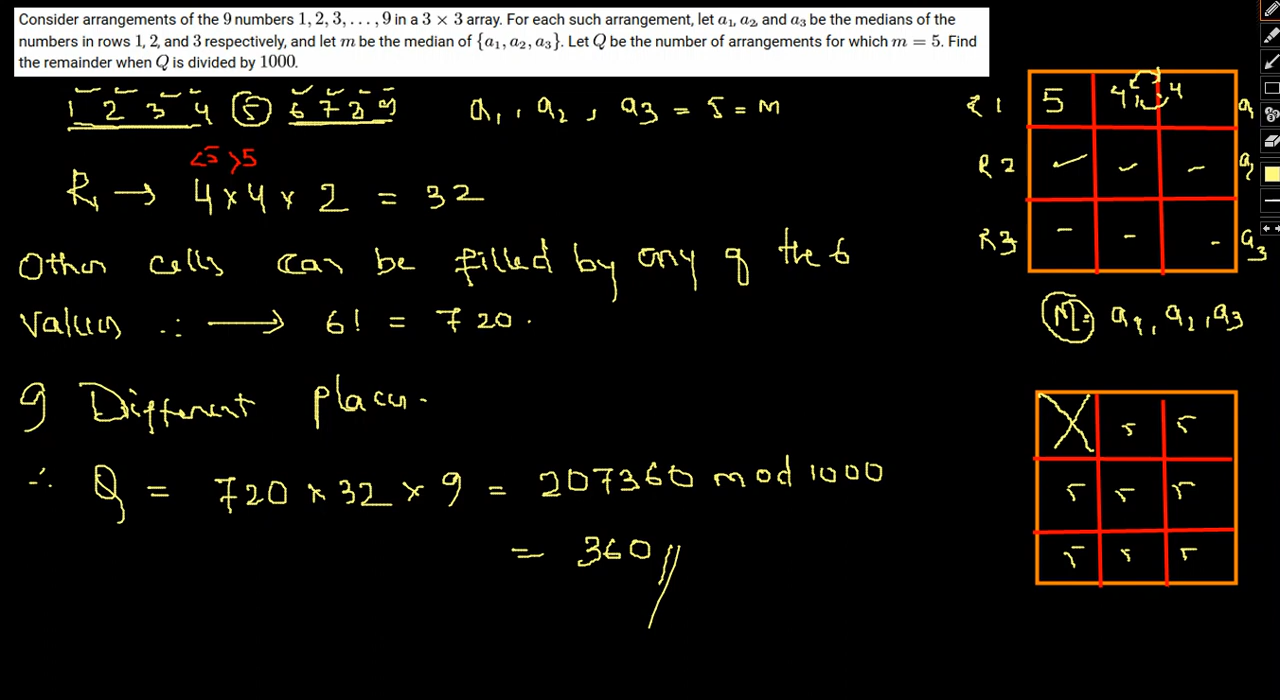 Consider arrangements of the 9 numbers 1, 2, 3, . . . , 9 in a 3 × 3 array. For each such arrangement, let a₁, a₂ and a₃ be the medians of the
numbers in rows 1, 2, and 3 respectively, and let m be the median of {a₁, a₂, a₃}. Let Q be the number of arrangements for which m = 5. Find
the remainder when Q is divided by 1000.
1 2 3 4 5 6 7 8 9 a₁, a₂, a₃ = 5 = M
<5 >5
R₁ → 4 × 4 × 2 = 32
Other cells can be filled by any of the 6
values ∴ → 6! = 720.
9 Different places.
∴ Q = 720 × 32 × 9 = 207360 mod 1000
= 360 //
R1 5 4 4 a₁
R2 a₂
R3 a₃
M = a₁, a₂, a₃
X 5 5
5 5 5
5 5 5